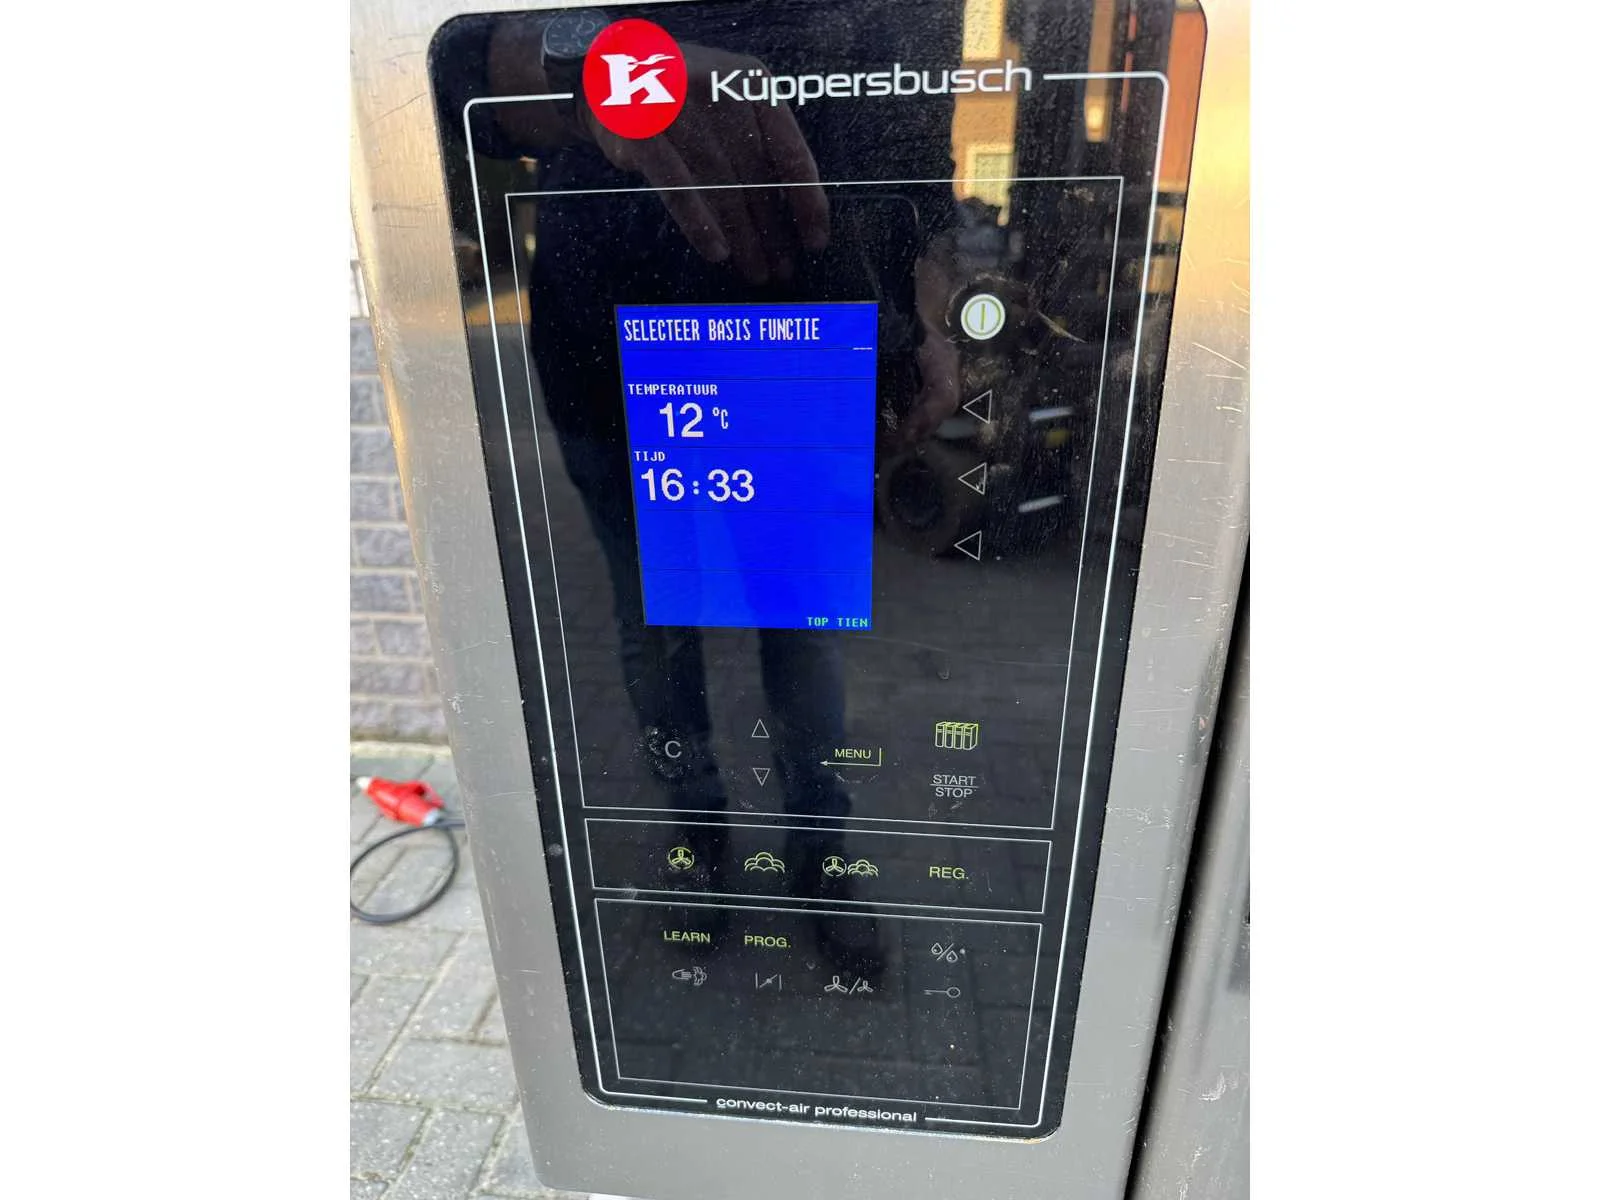 K Küppersbusch
SELECTEER BASIS FUNCTIE
TEMPERATUUR
12 °C
TIJD
16:33
TOP TIEN
C
MENU
START
STOP
REG.
LEARN PROG.
convect-air professional